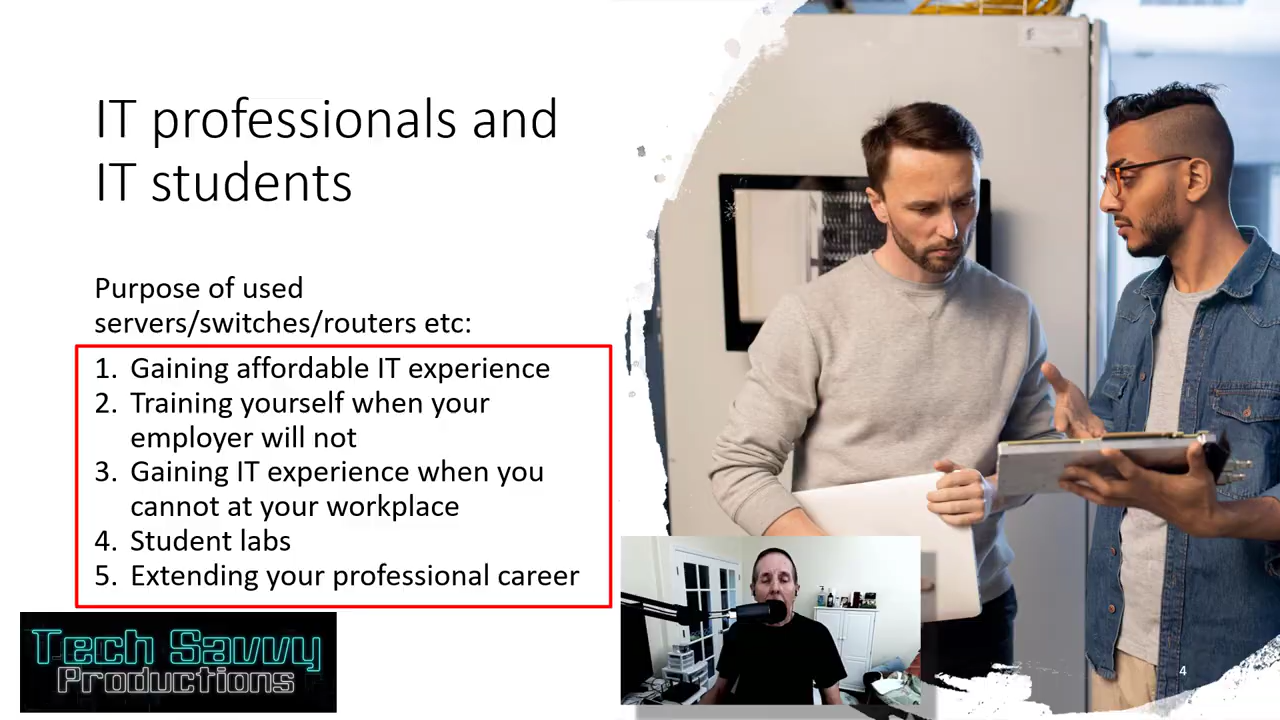 IT professionals and
IT students
Purpose of used
servers/switches/routers etc:
1. Gaining affordable IT experience
2. Training yourself when your
employer will not
3. Gaining IT experience when you
cannot at your workplace
4. Student labs
5. Extending your professional career
Tech Savvy
Productions
4